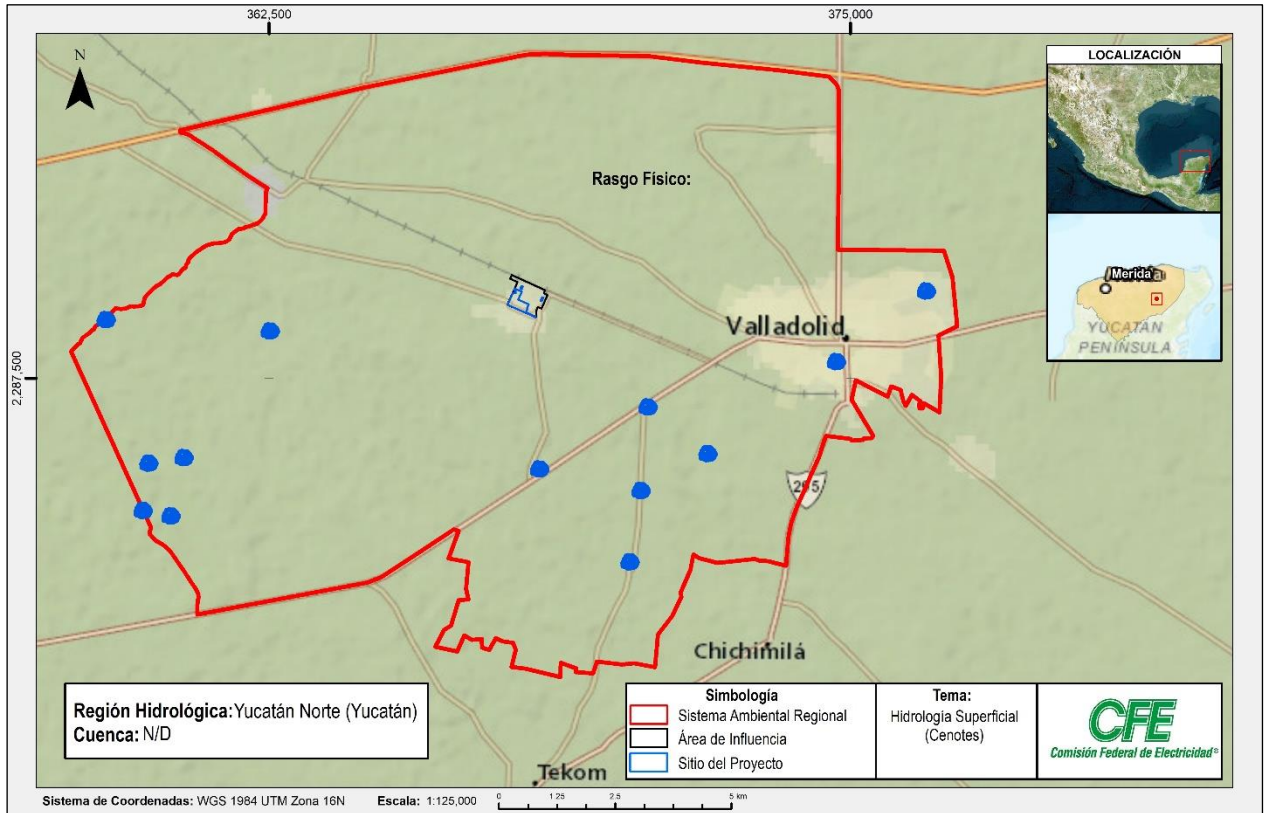 362,500
375,000
N
LOCALIZACIÓN
Rasgo Físico:
Merida
YUCATAN
PENINSULA
Valladolid
2,287,500
295
Chichimilá
Región Hidrológica: Yucatán Norte (Yucatán)
Cuenca: N/D
Simbología
Sistema Ambiental Regional
Área de Influencia
Sitio del Proyecto
Tema:
Hidrología Superficial
(Cenotes)
CFE
Comisión Federal de Electricidad®
Tekom
Sistema de Coordenadas: WGS 1984 UTM Zona 16N Escala: 1:125,000
0 1.25 2.5 5 km